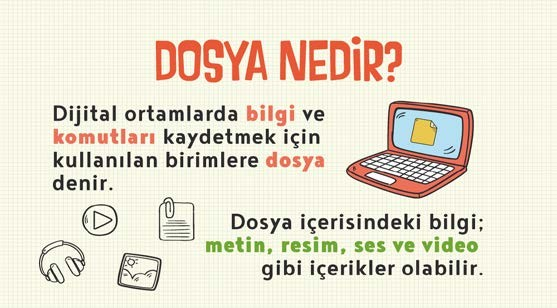 DOSYA NEDİR?
Dijital ortamlarda bilgi ve
komutları kaydetmek için
kullanılan birimlere dosya
denir.
Dosya içerisindeki bilgi;
metin, resim, ses ve video
gibi içerikler olabilir.